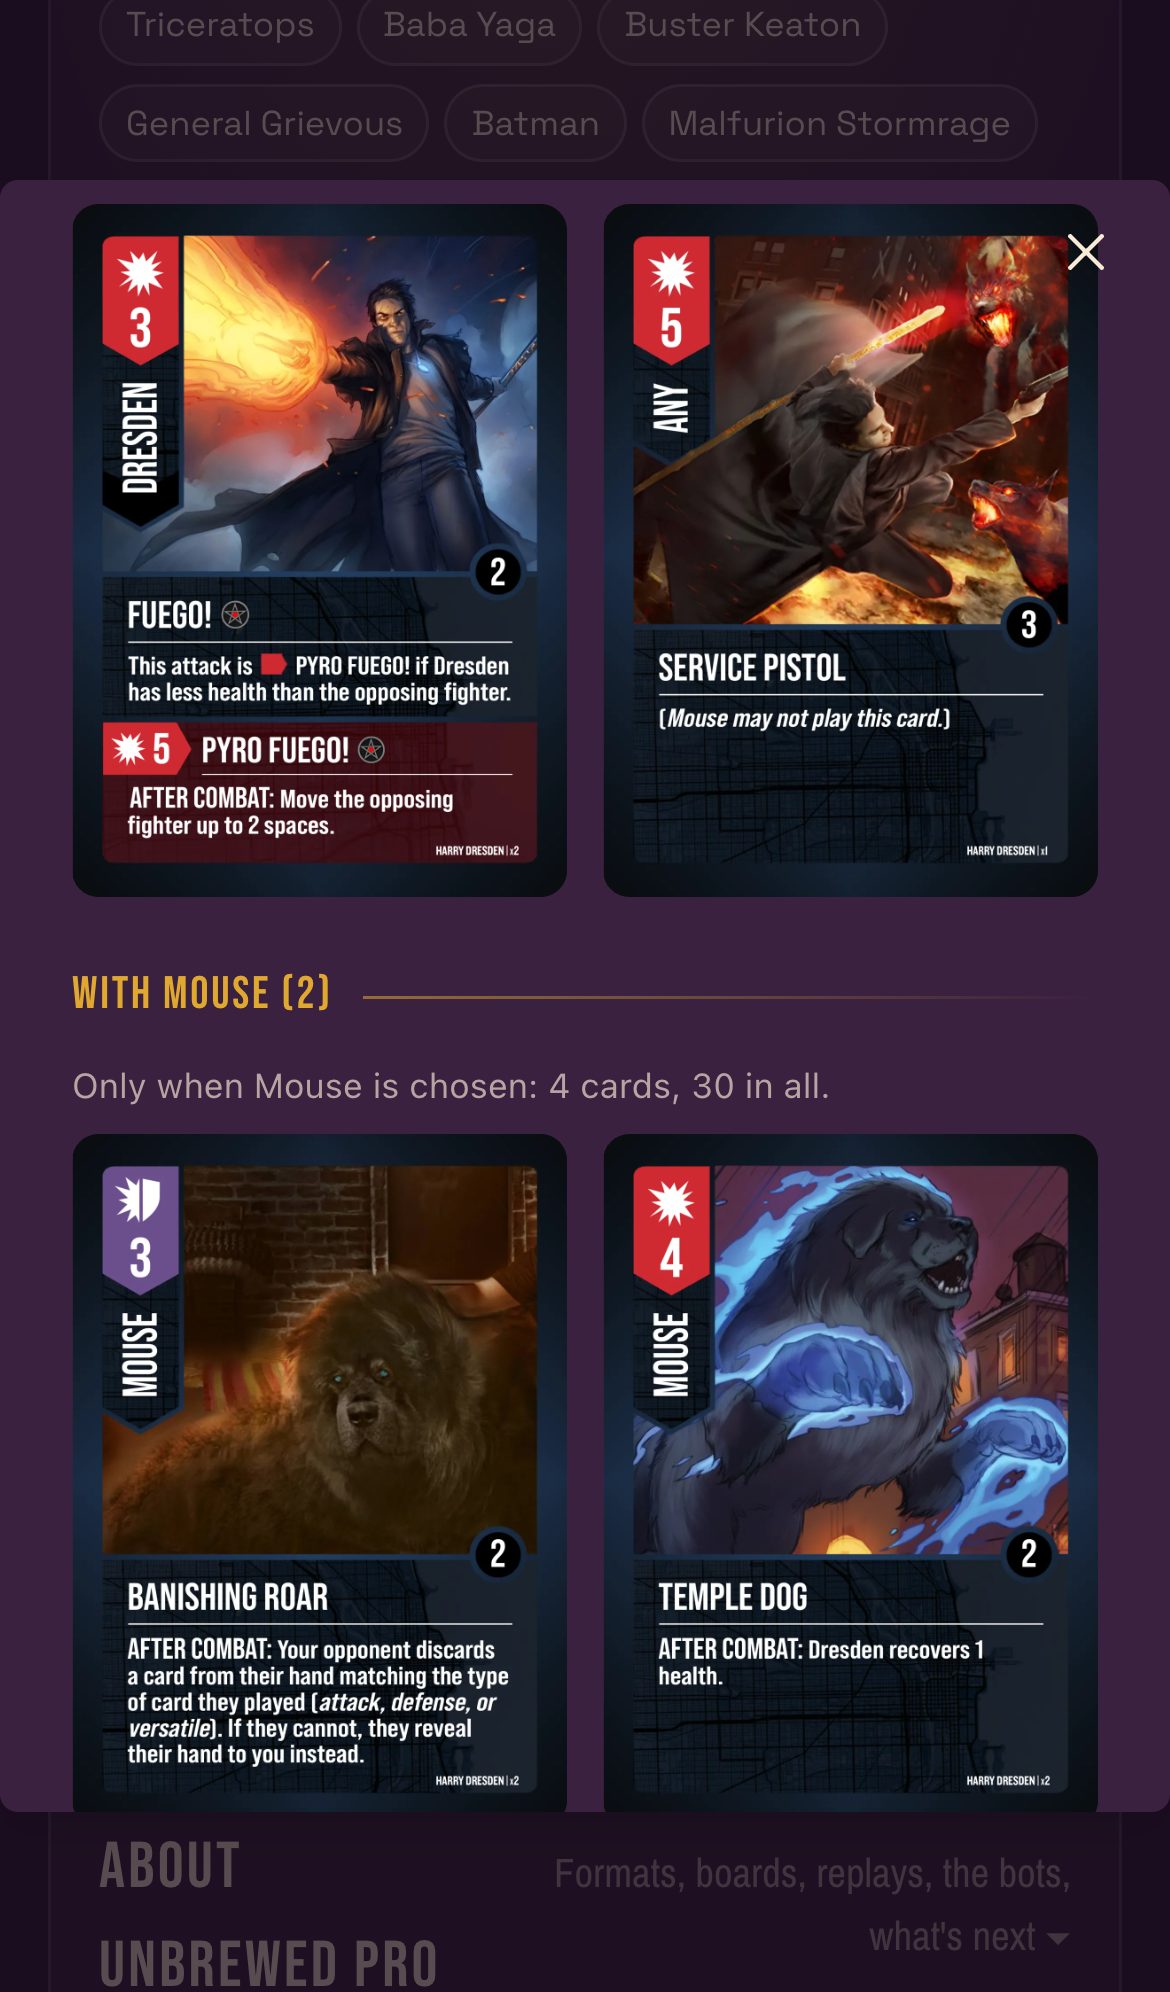 Triceratops
Baba Yaga
Buster Keaton
General Grievous
Batman
Malfurion Stormrage
3
DRESDEN
2
FUEGO!
This attack is PYRO FUEGO! if Dresden
has less health than the opposing fighter.
5 PYRO FUEGO!
AFTER COMBAT: Move the opposing
fighter up to 2 spaces.
HARRY DRESDEN | x2
5
ANY
3
SERVICE PISTOL
(Mouse may not play this card.)
HARRY DRESDEN | x1
WITH MOUSE (2)
Only when Mouse is chosen: 4 cards, 30 in all.
3
MOUSE
2
BANISHING ROAR
AFTER COMBAT: Your opponent discards
a card from their hand matching the type
of card they played (attack, defense, or
versatile). If they cannot, they reveal
their hand to you instead.
HARRY DRESDEN | x2
4
MOUSE
2
TEMPLE DOG
AFTER COMBAT: Dresden recovers 1
health.
HARRY DRESDEN | x2
ABOUT
UNBREWED PRO
Formats, boards, replays, the bots,
what's next